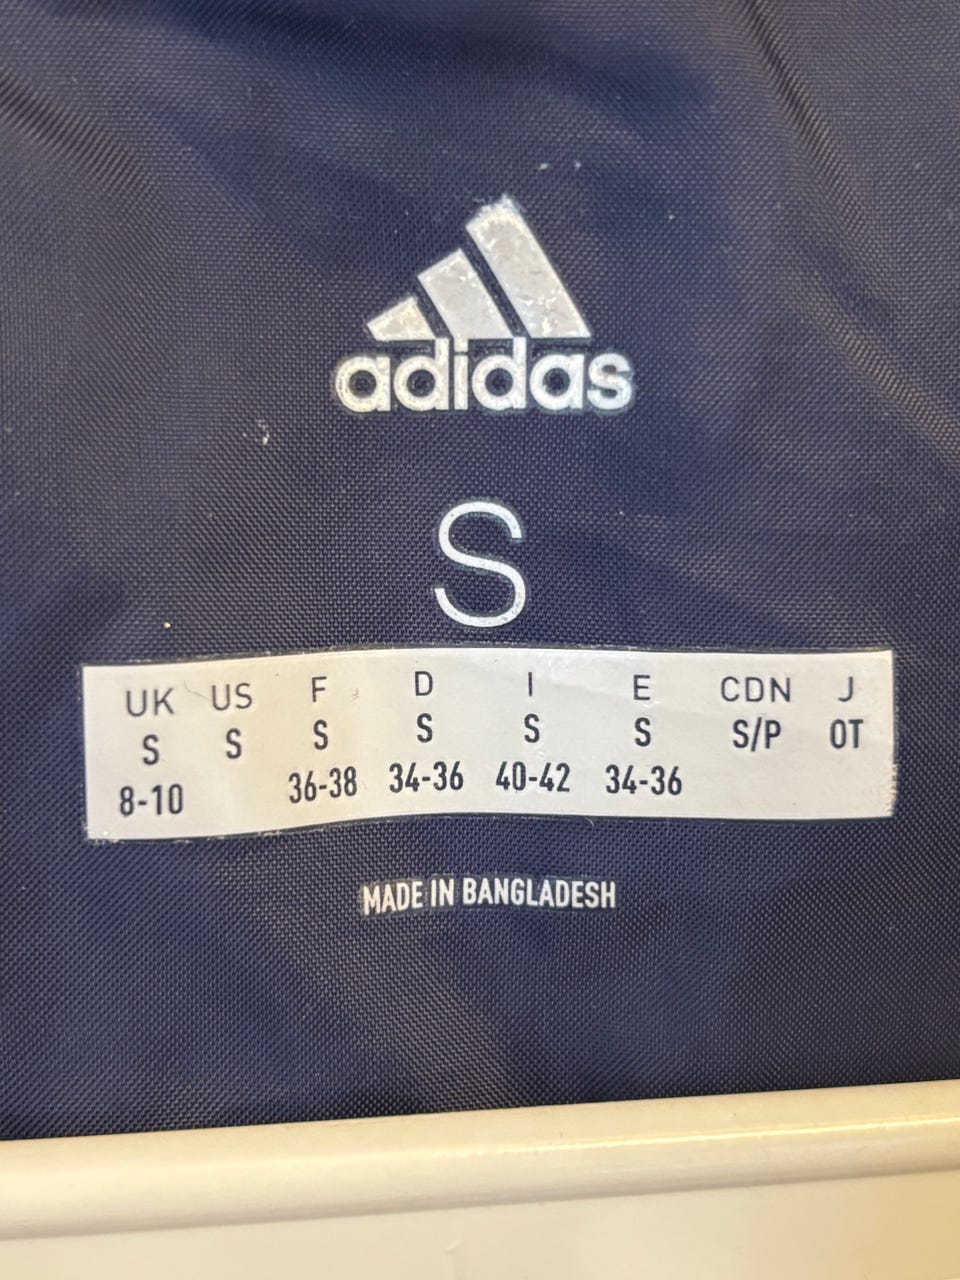 adidas
S
UK US F D I E CDN J
S S S S S S S/P OT
8-10 36-38 34-36 40-42 34-36
MADE IN BANGLADESH